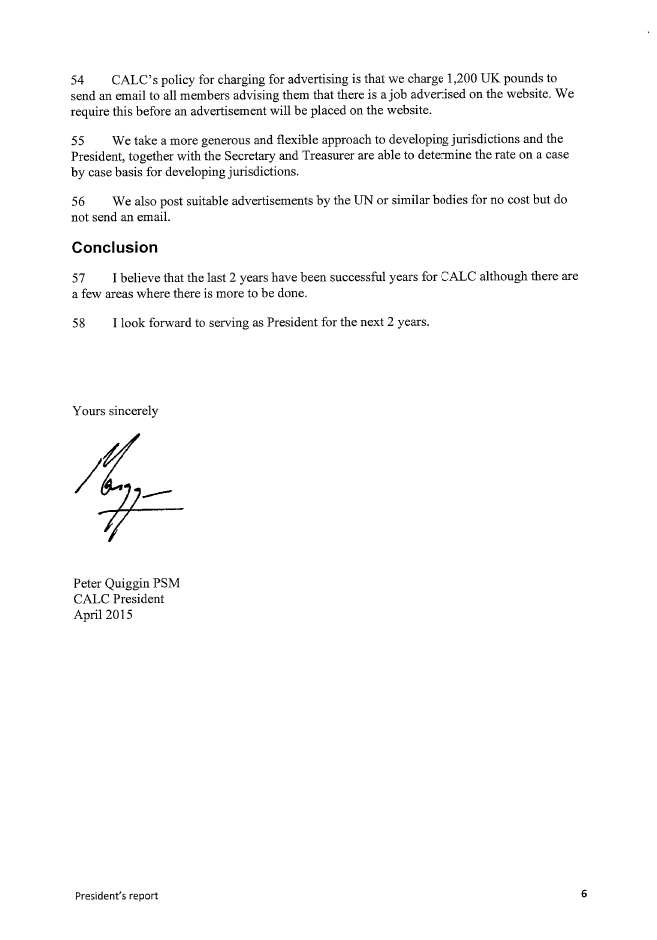 54 CALC's policy for charging for advertising is that we charge 1,200 UK pounds to
send an email to all members advising them that there is a job advertised on the website. We
require this before an advertisement will be placed on the website.
55 We take a more generous and flexible approach to developing jurisdictions and the
President, together with the Secretary and Treasurer are able to determine the rate on a case
by case basis for developing jurisdictions.
56 We also post suitable advertisements by the UN or similar bodies for no cost but do
not send an email.
Conclusion
57 I believe that the last 2 years have been successful years for CALC although there are
a few areas where there is more to be done.
58 I look forward to serving as President for the next 2 years.
Yours sincerely
Peter Quiggin PSM
CALC President
April 2015
President's report 6